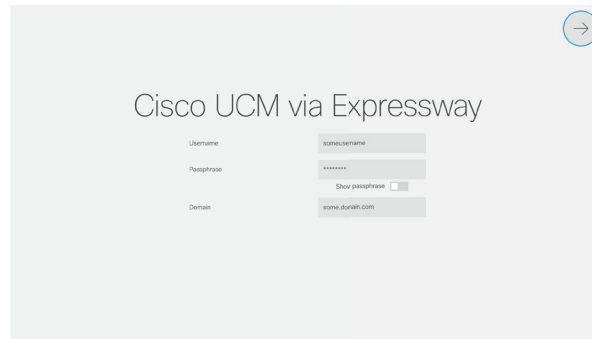 Cisco UCM via Expressway
Username
someusername
Passphrase
********
Show passphrase
Domain
some.domain.com